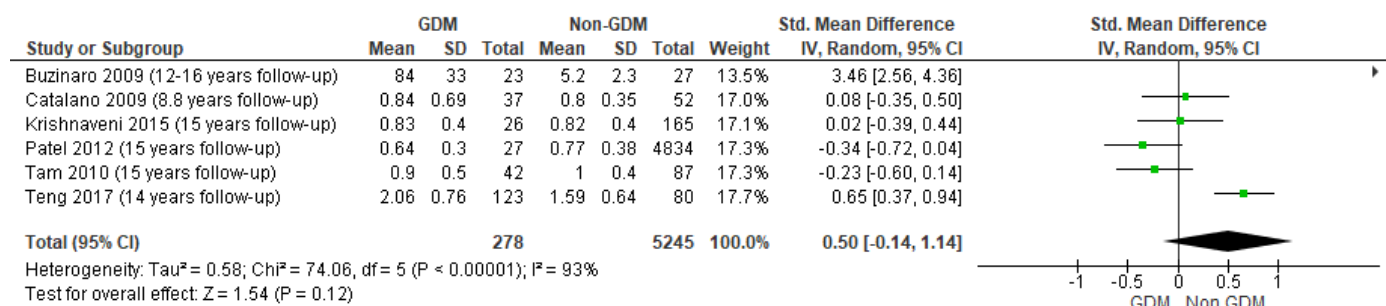 GDM Non-GDM Std. Mean Difference Std. Mean Difference
Study or Subgroup Mean SD Total Mean SD Total Weight IV, Random, 95% CI IV, Random, 95% CI
Buzinaro 2009 (12-16 years follow-up) 84 33 23 5.2 2.3 27 13.5% 3.46 [2.56, 4.36]
Catalano 2009 (8.8 years follow-up) 0.84 0.69 37 0.8 0.35 52 17.0% 0.08 [-0.35, 0.50]
Krishnaveni 2015 (15 years follow-up) 0.83 0.4 26 0.82 0.4 165 17.1% 0.02 [-0.39, 0.44]
Patel 2012 (15 years follow-up) 0.64 0.3 27 0.77 0.38 4834 17.3% -0.34 [-0.72, 0.04]
Tam 2010 (15 years follow-up) 0.9 0.5 42 1 0.4 87 17.3% -0.23 [-0.60, 0.14]
Teng 2017 (14 years follow-up) 2.06 0.76 123 1.59 0.64 80 17.7% 0.65 [0.37, 0.94]
Total (95% CI) 278 5245 100.0% 0.50 [-0.14, 1.14]
Heterogeneity: Tau² = 0.58; Chi² = 74.06, df = 5 (P < 0.00001); I² = 93%
Test for overall effect: Z = 1.54 (P = 0.12)
-1 -0.5 0 0.5 1
GDM Non GDM